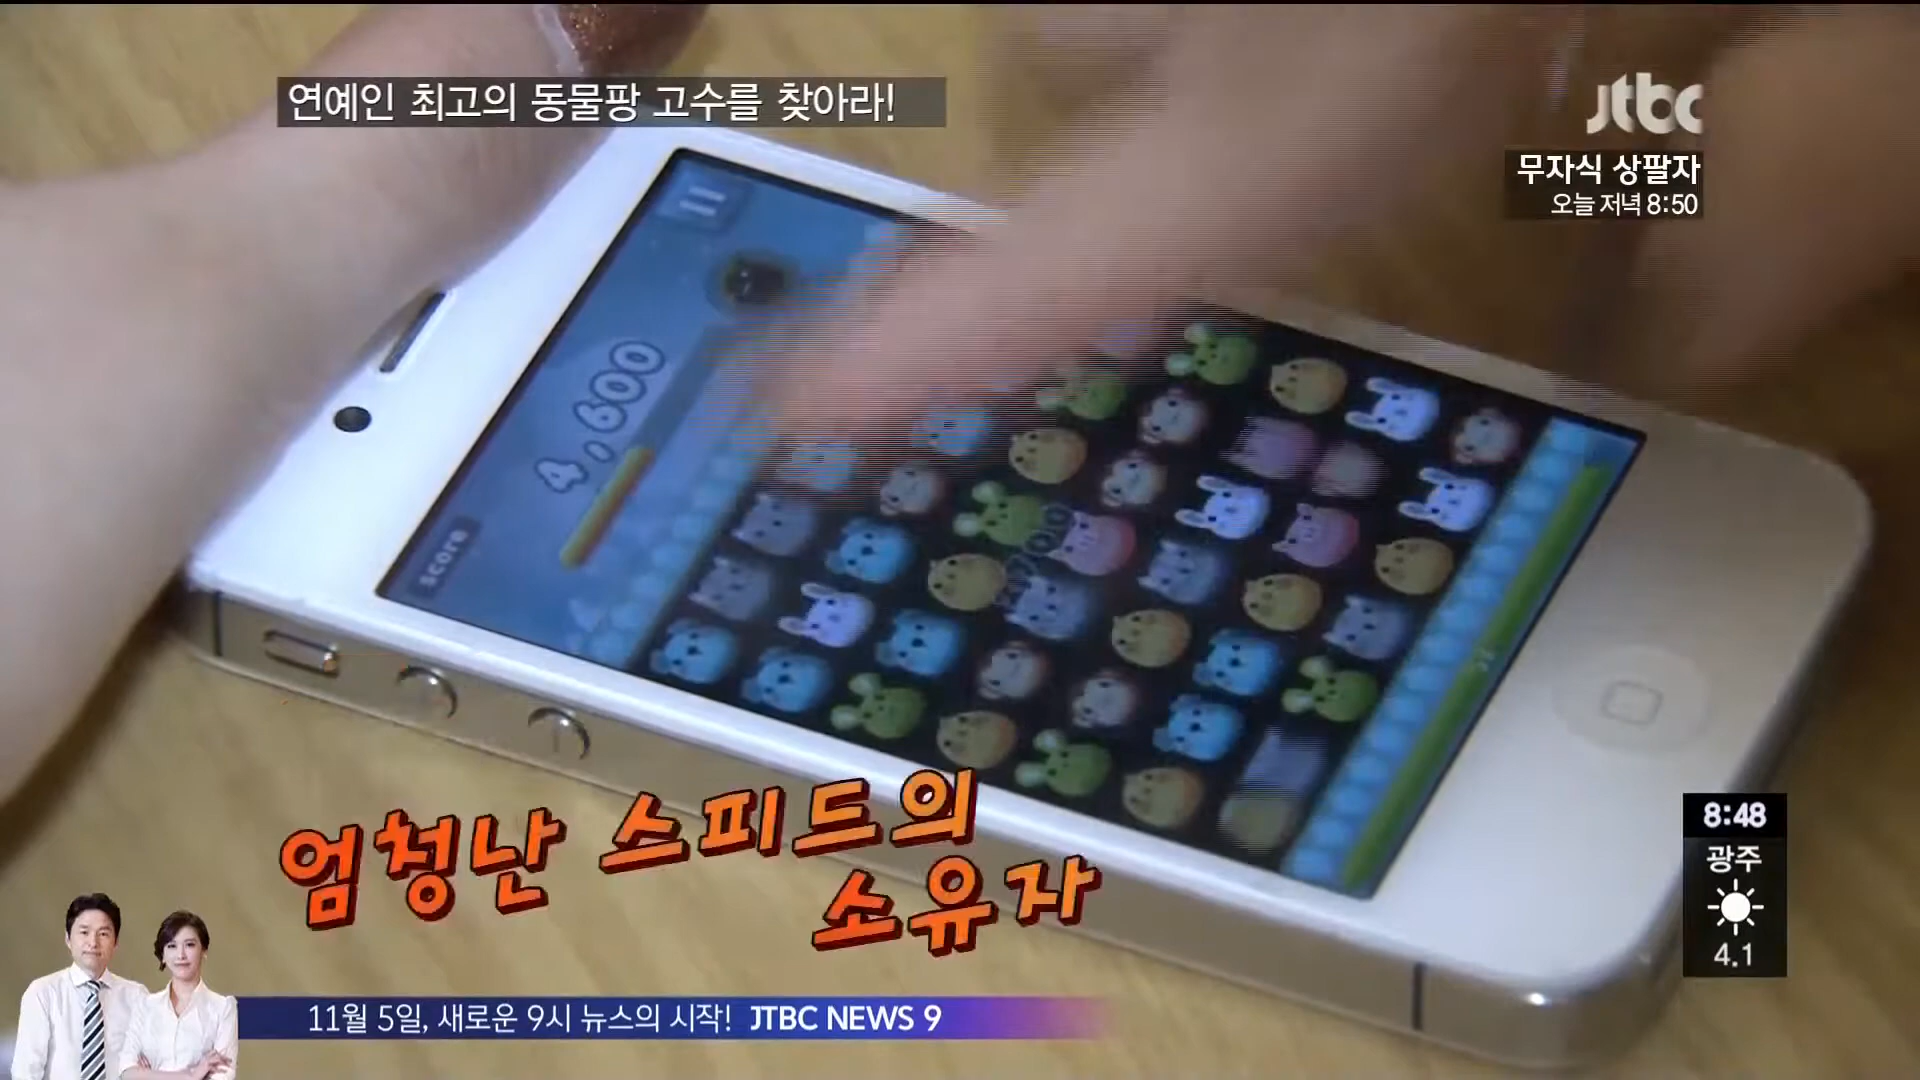 연예인 최고의 동물팡 고수를 찾아라!
jtbc
무자식 상팔자
오늘 저녁 8:50
4,600
score
엄청난 스피드의
소유자
8:48
광주
4.1
11월 5일, 새로운 9시 뉴스의 시작! JTBC NEWS 9